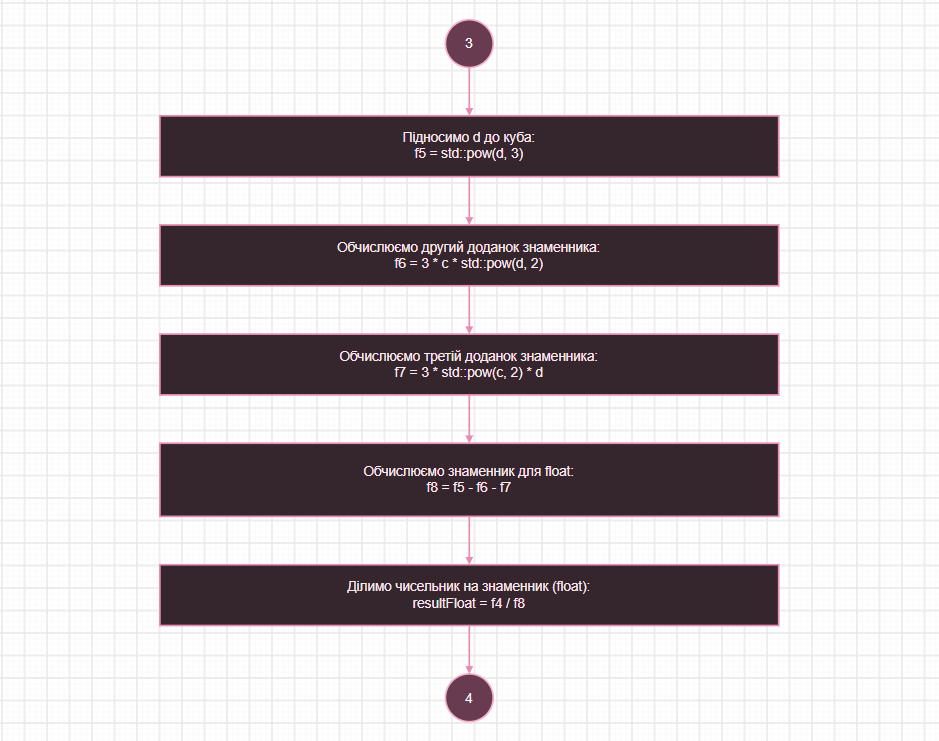 3
Підносимо d до куба:
f5 = std::pow(d, 3)
Обчислюємо другий доданок знаменника:
f6 = 3 * c * std::pow(d, 2)
Обчислюємо третій доданок знаменника:
f7 = 3 * std::pow(c, 2) * d
Обчислюємо знаменник для float:
f8 = f5 - f6 - f7
Ділимо чисельник на знаменник (float):
resultFloat = f4 / f8
4